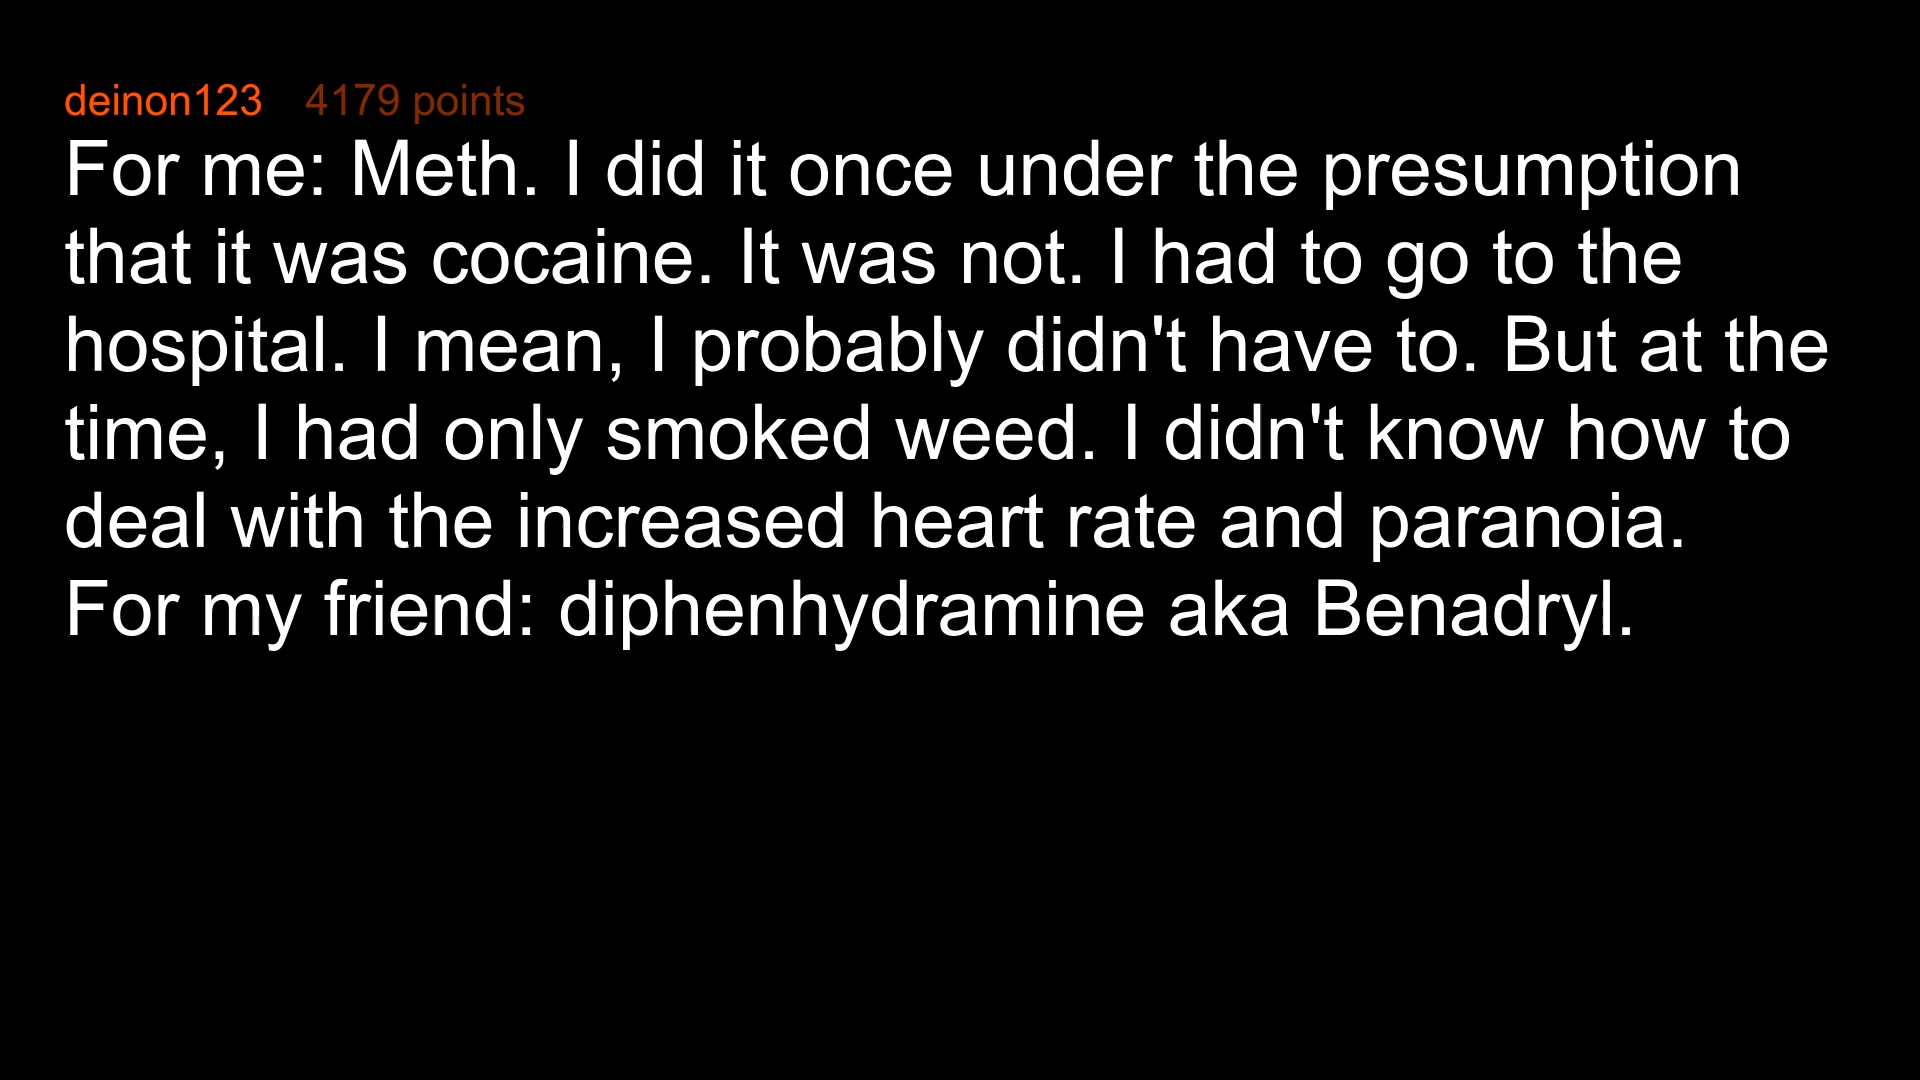 deinon123 4179 points
For me: Meth. I did it once under the presumption
that it was cocaine. It was not. I had to go to the
hospital. I mean, I probably didn't have to. But at the
time, I had only smoked weed. I didn't know how to
deal with the increased heart rate and paranoia.
For my friend: diphenhydramine aka Benadryl.